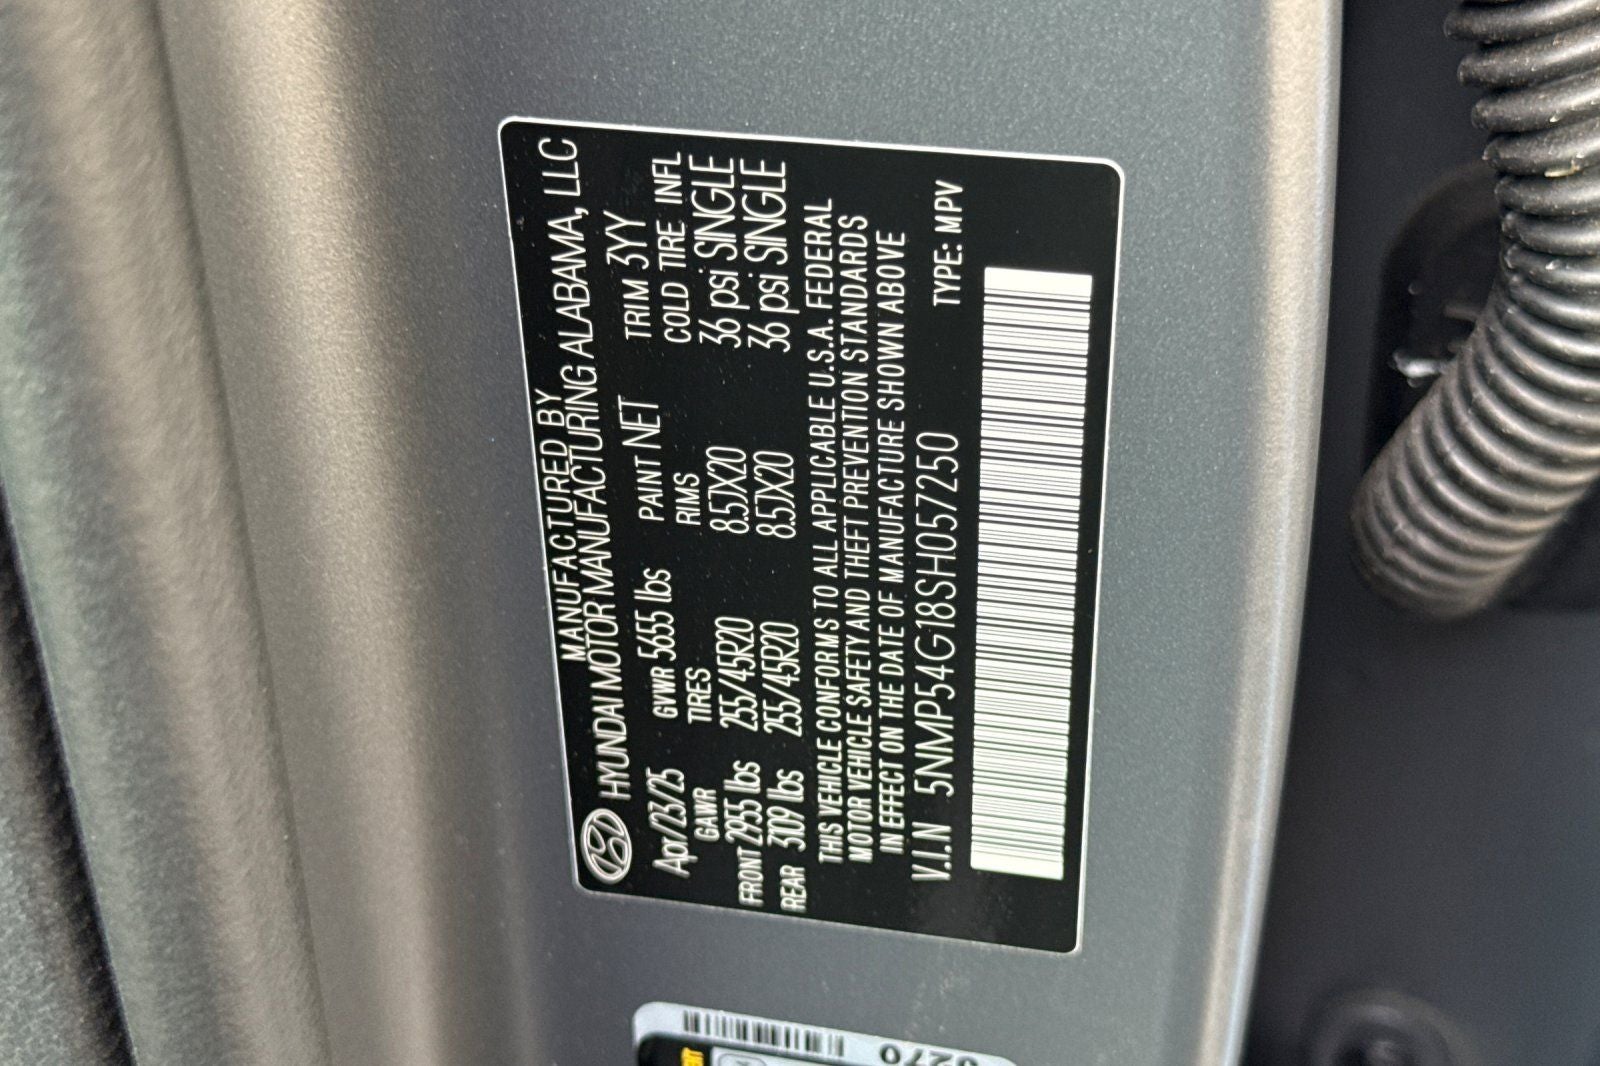 MANUFACTURED BY
HYUNDAI MOTOR MANUFACTURING ALABAMA, LLC
Apr/23/25 GVWR 5655 lbs PAINT NET TRIM 3YY
GAWR TIRES RIMS COLD TIRE INFL
FRONT 2955 lbs 255/45R20 8.5JX20 36 psi SINGLE
REAR 3109 lbs 255/45R20 8.5JX20 36 psi SINGLE
THIS VEHICLE CONFORMS TO ALL APPLICABLE U.S.A. FEDERAL
MOTOR VEHICLE SAFETY AND THEFT PREVENTION STANDARDS
IN EFFECT ON THE DATE OF MANUFACTURE SHOWN ABOVE
V.I.N 5NMP54G18SH057250 TYPE: MPV